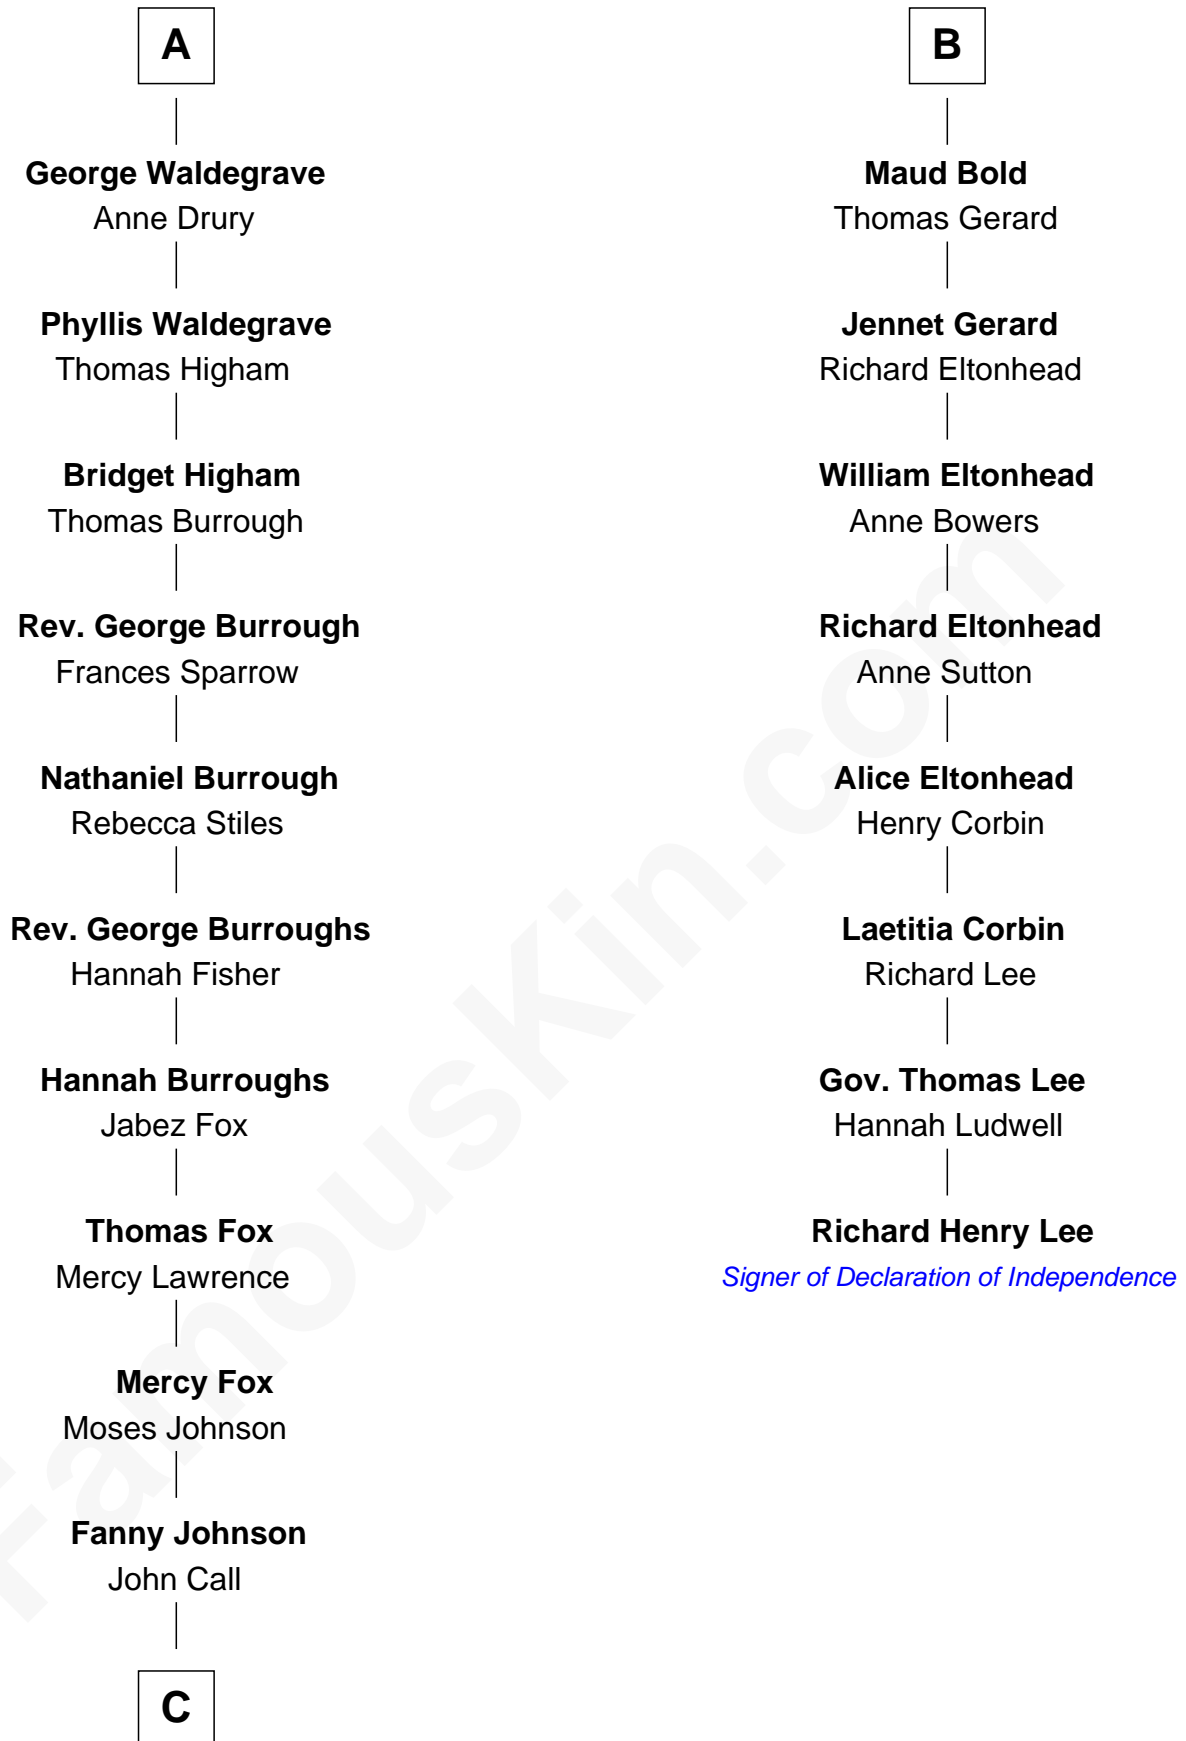 A
George Waldegrave
Anne Drury
Phyllis Waldegrave
Thomas Higham
Bridget Higham
Thomas Burrough
Rev. George Burrough
Frances Sparrow
Nathaniel Burrough
Rebecca Stiles
Rev. George Burroughs
Hannah Fisher
Hannah Burroughs
Jabez Fox
Thomas Fox
Mercy Lawrence
Mercy Fox
Moses Johnson
Fanny Johnson
John Call
C
B
Maud Bold
Thomas Gerard
Jennet Gerard
Richard Eltonhead
William Eltonhead
Anne Bowers
Richard Eltonhead
Anne Sutton
Alice Eltonhead
Henry Corbin
Laetitia Corbin
Richard Lee
Gov. Thomas Lee
Hannah Ludwell
Richard Henry Lee
Signer of Declaration of Independence
FamousKin.com